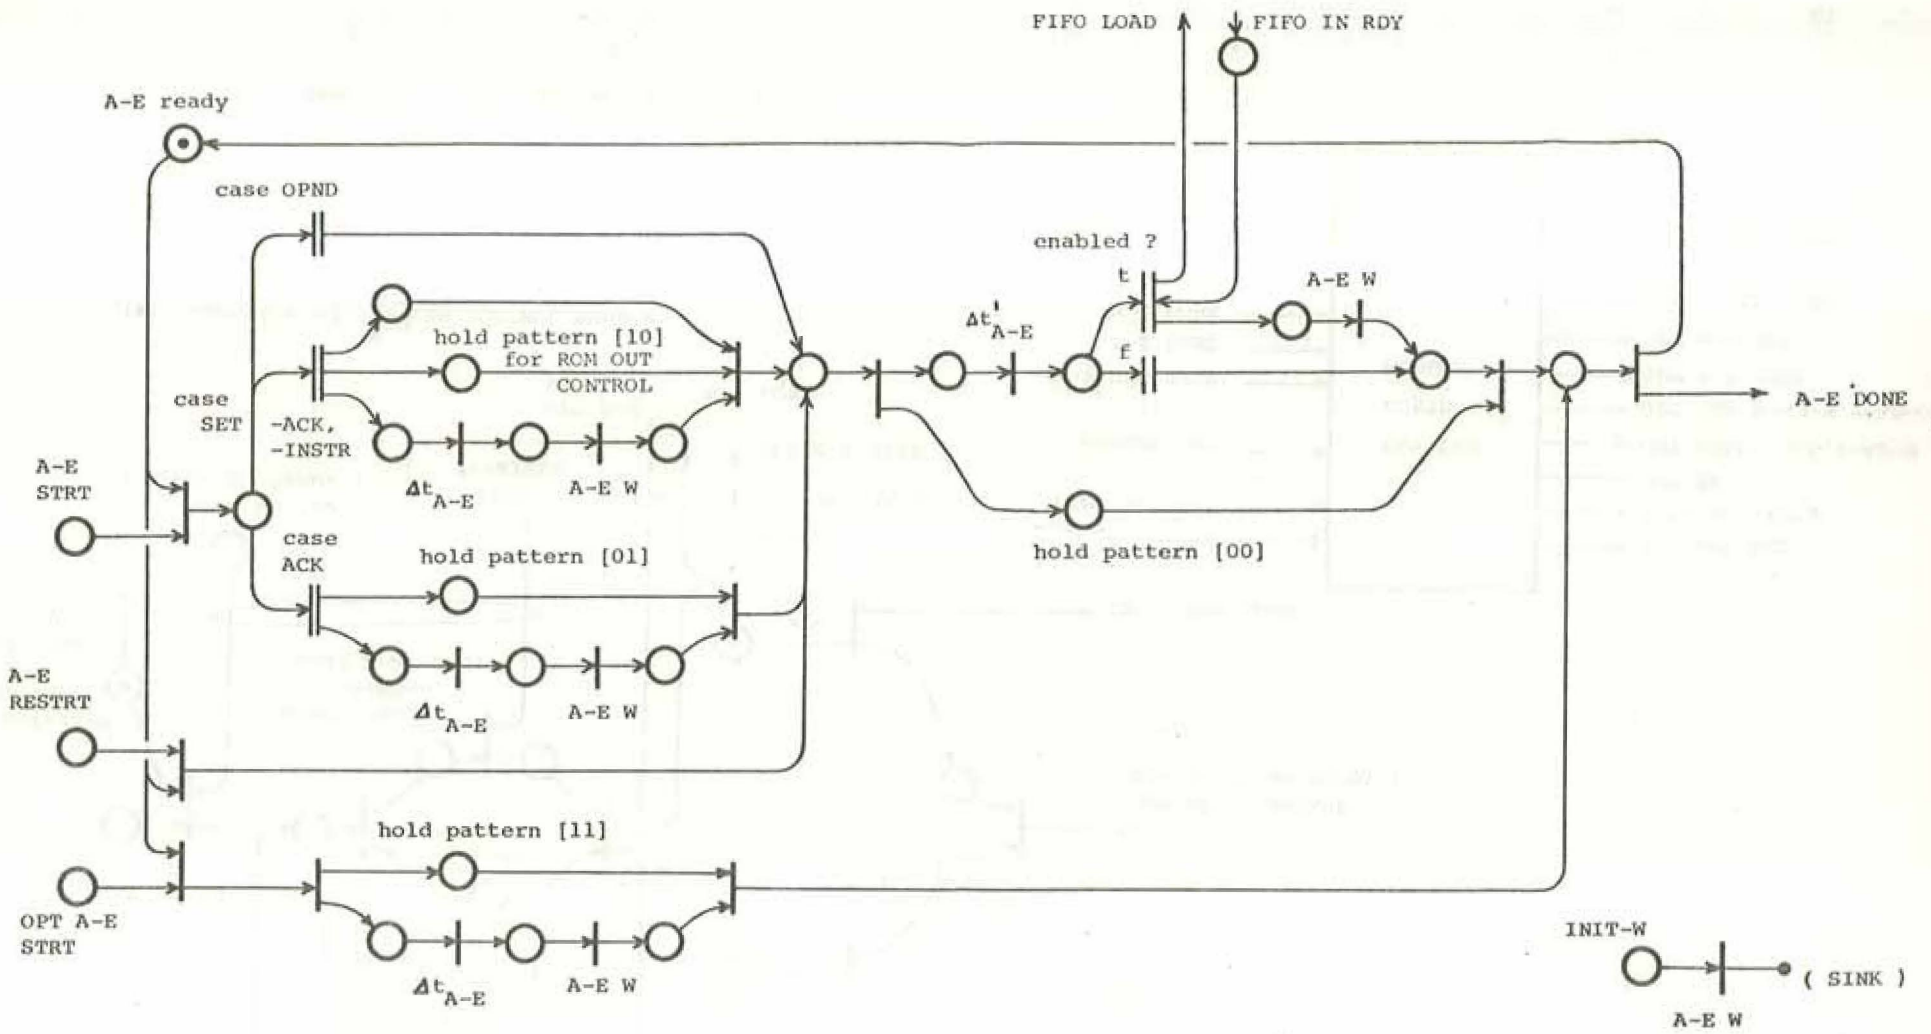 FIFO LOAD
FIFO IN RDY
A-E ready
case OPND
enabled ?
t
A-E W
Δt'A-E
f
hold pattern [10]
for ROM OUT
CONTROL
case
SET
-ACK,
-INSTR
A-E DONE
A-E
STRT
Δt A-E
A-E W
case
ACK
hold pattern [01]
hold pattern [00]
A-E
RESTRT
Δt A-E
A-E W
hold pattern [11]
OPT A-E
STRT
Δt A-E
A-E W
INIT-W
( SINK )
A-E W